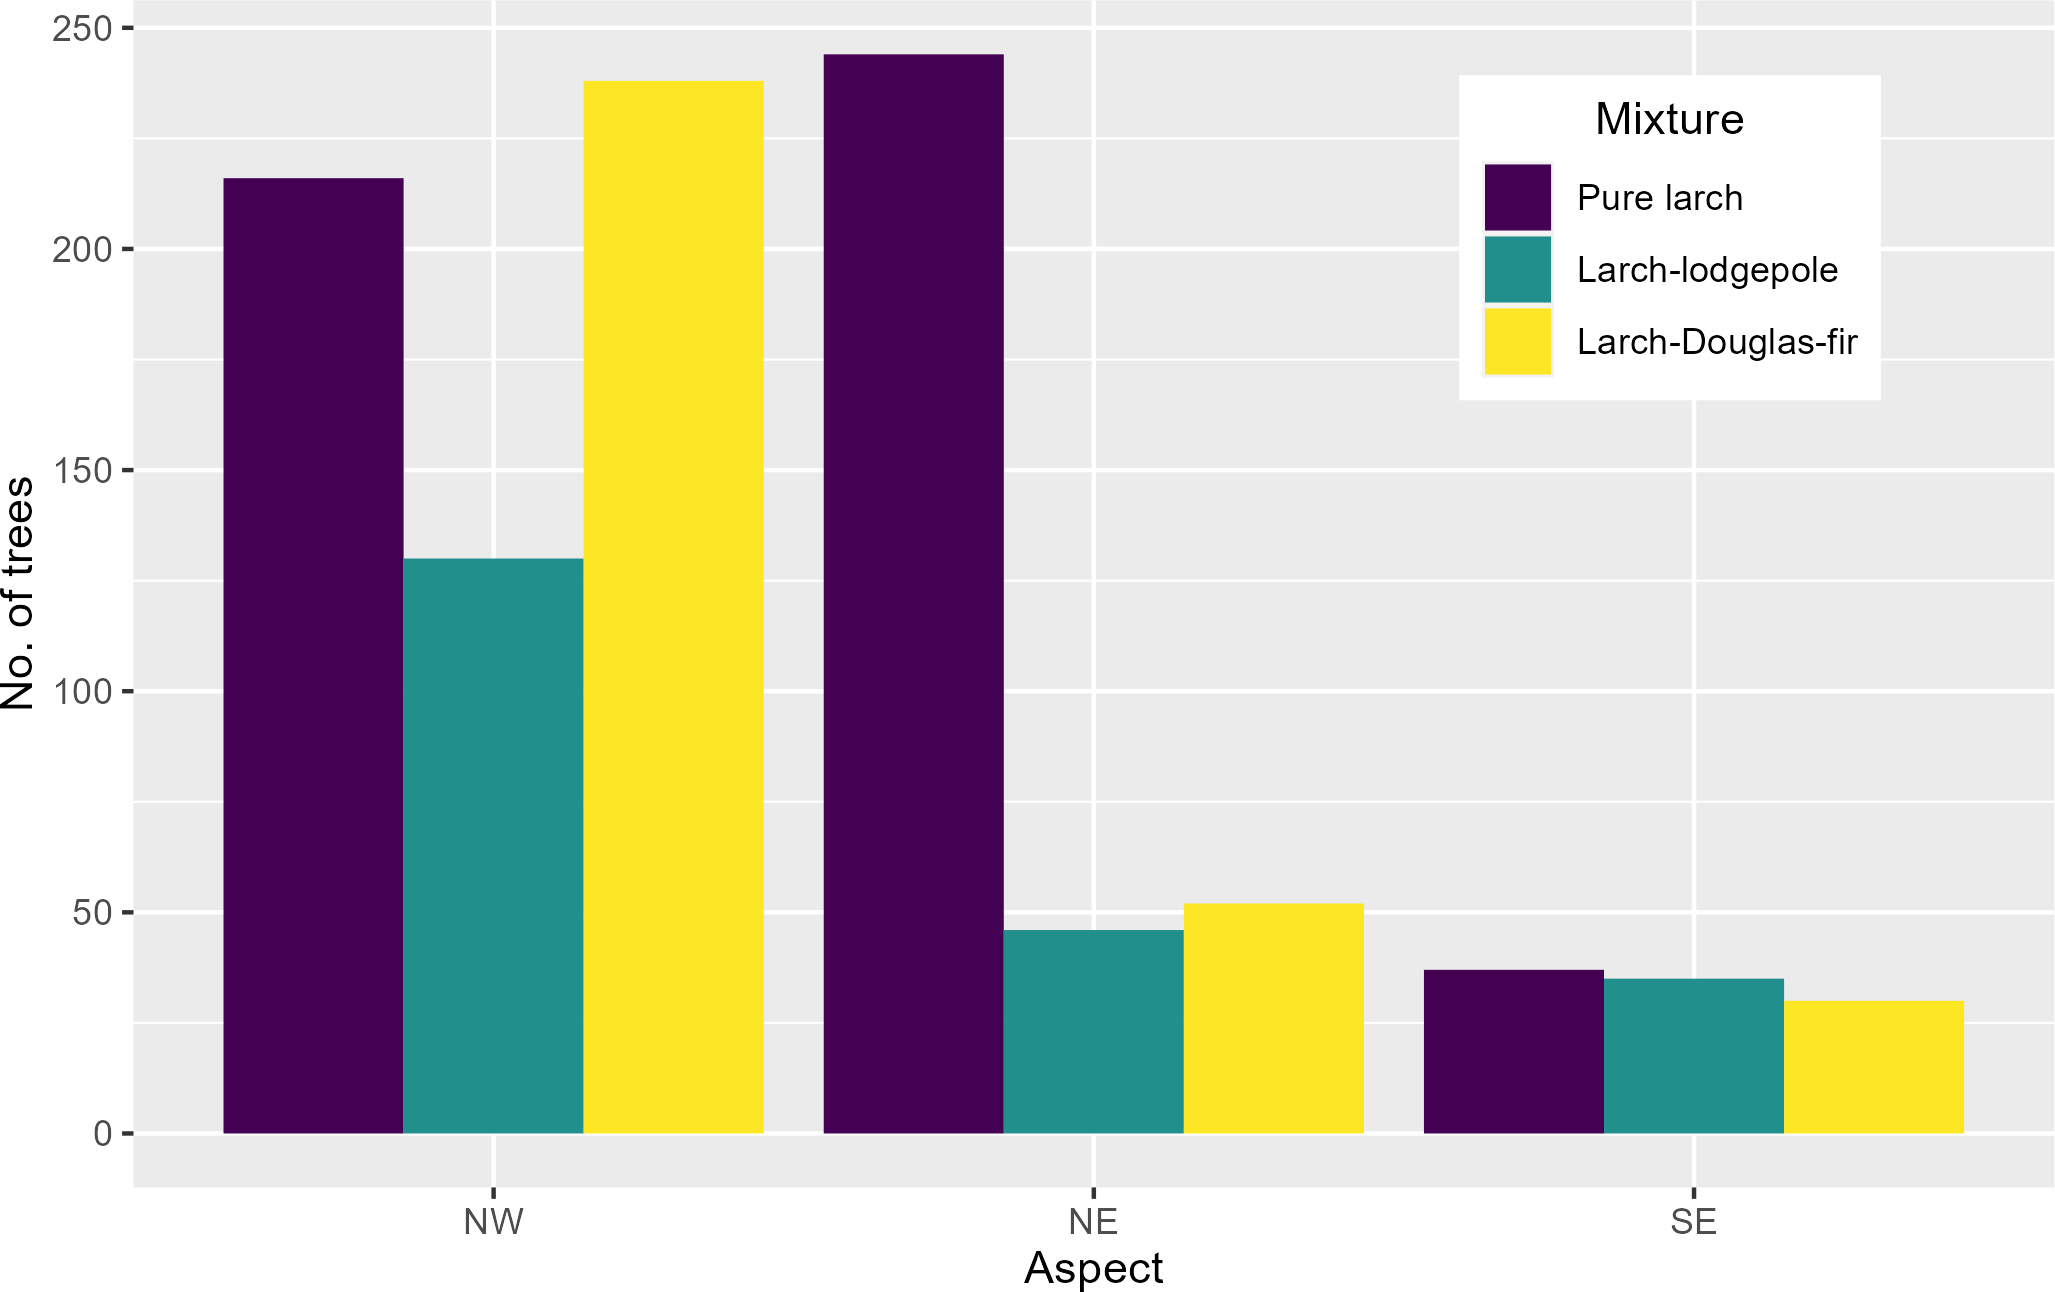 250
200
150
100
50
0
No. of trees
Mixture
Pure larch
Larch-lodgepole
Larch-Douglas-fir
NW
NE
SE
Aspect